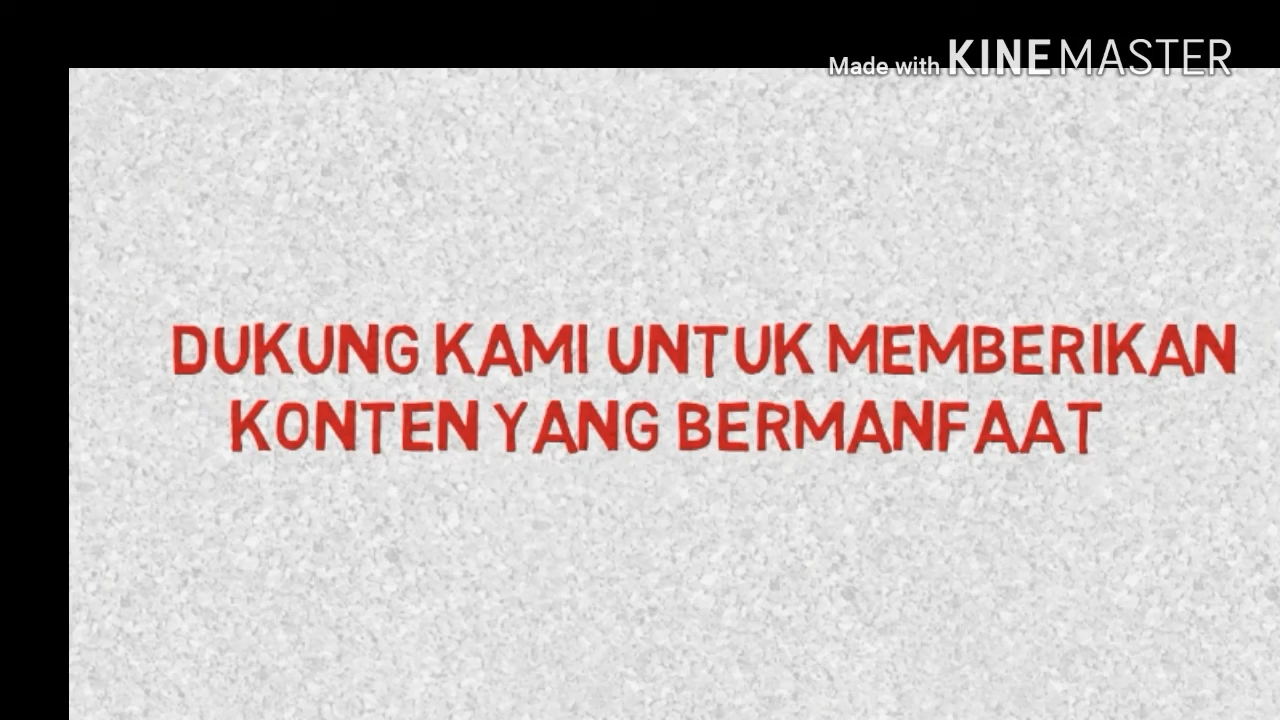 Made with KINEMASTER
DUKUNG KAMI UNTUK MEMBERIKAN
KONTEN YANG BERMANFAAT